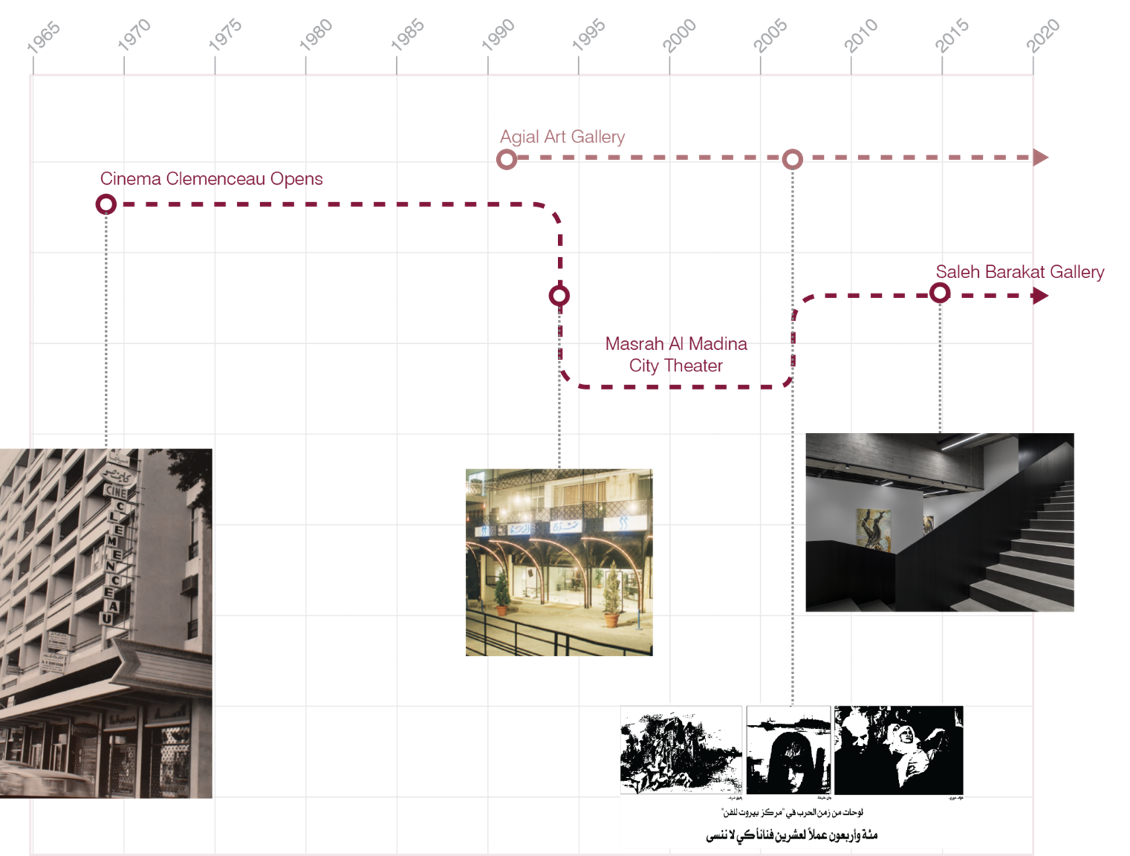 1965
1970
1975
1980
1985
1990
1995
2000
2005
2010
2015
2020
Agial Art Gallery
Cinema Clemenceau Opens
Saleh Barakat Gallery
Masrah Al Madina
City Theater
CINE
CLEMENCEAU
لوحات من زمن الحرب في "مركز بيروت للفن"
مئة وأربعون عملاً لعشرين فناناً كي لا ننسى